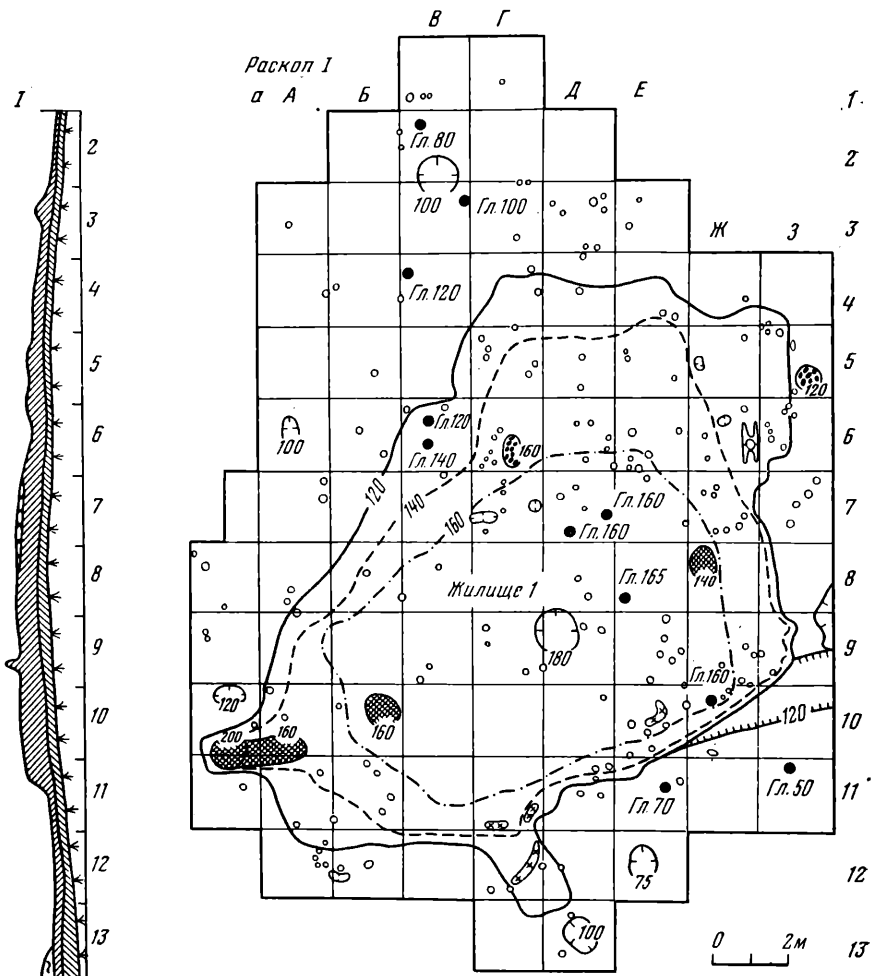 В Г
Раскоп I
I а А Б Д Е 1
2 Гл.80 2
100 Гл.100
3 Ж З 3
4 Гл.120 4
5 120 5
6 100 Гл120 Гл.140 160 6
7 120 140 160 Гл.160 Гл.160 7
8 Жилище 1 Гл.165 140 8
9 180 9
10 120 200 160 160 Гл.160 120 10
11 Гл.70 Гл.50 11
12 75 12
13 100 0 2м 13